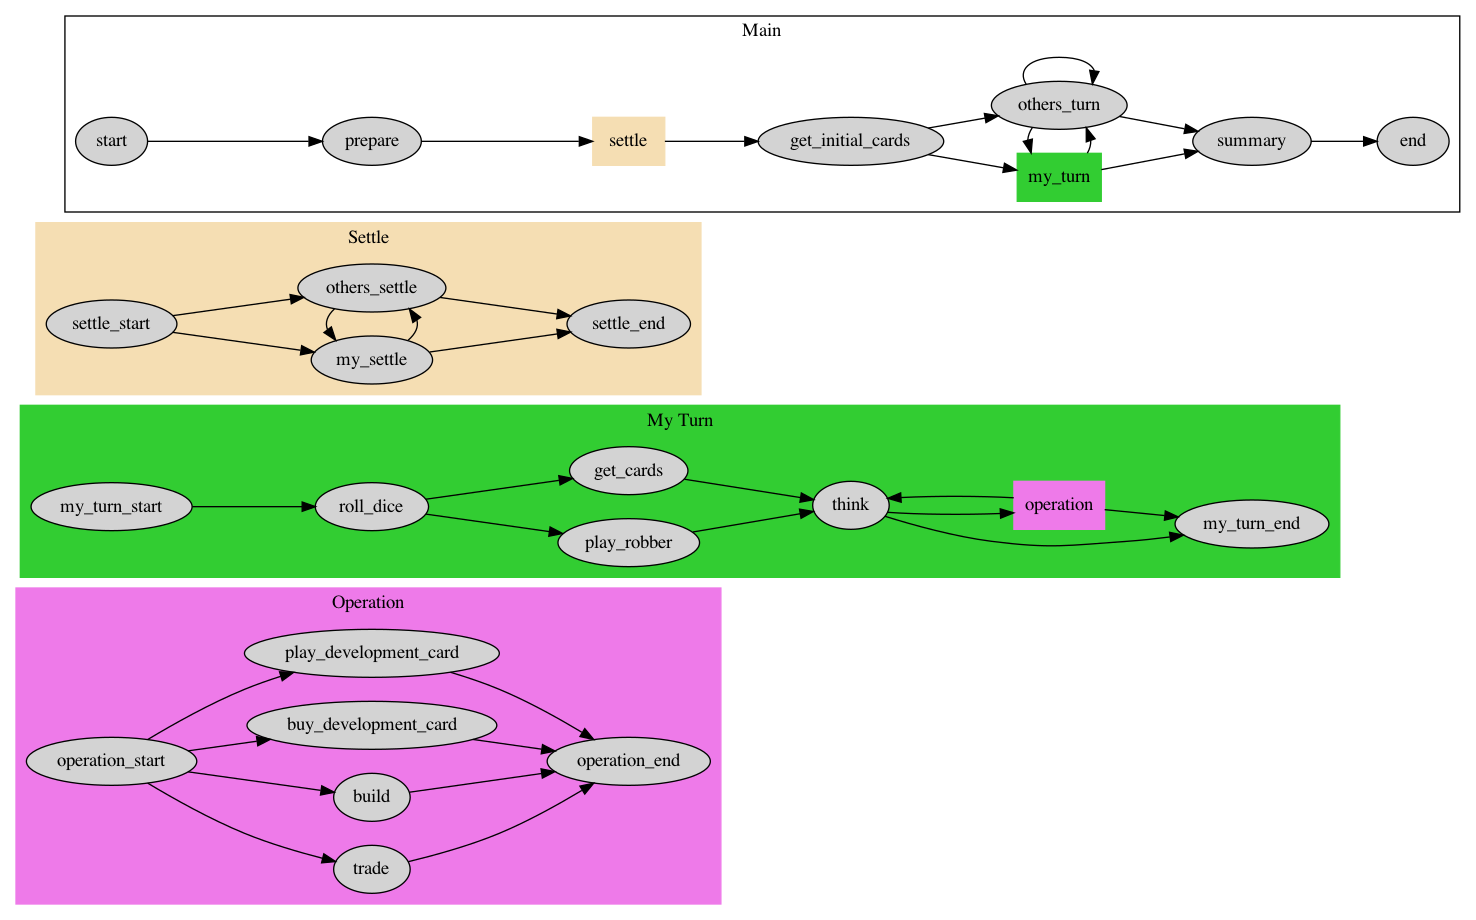 Main
start
prepare
settle
get_initial_cards
others_turn
my_turn
summary
end
Settle
settle_start
others_settle
my_settle
settle_end
My Turn
my_turn_start
roll_dice
get_cards
play_robber
think
operation
my_turn_end
Operation
operation_start
play_development_card
buy_development_card
build
trade
operation_end